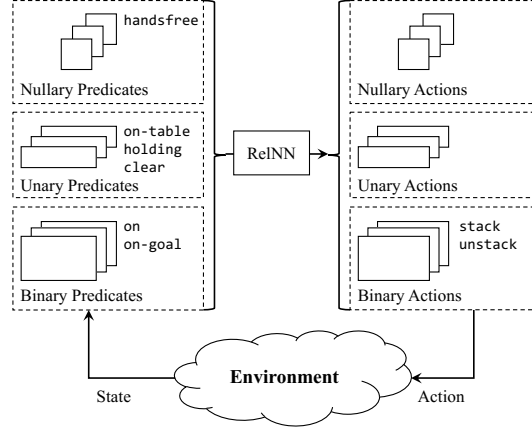 handsfree
Nullary Predicates
on-table
holding
clear
Unary Predicates
on
on-goal
Binary Predicates
RelNN
Nullary Actions
Unary Actions
stack
unstack
Binary Actions
Environment
State
Action